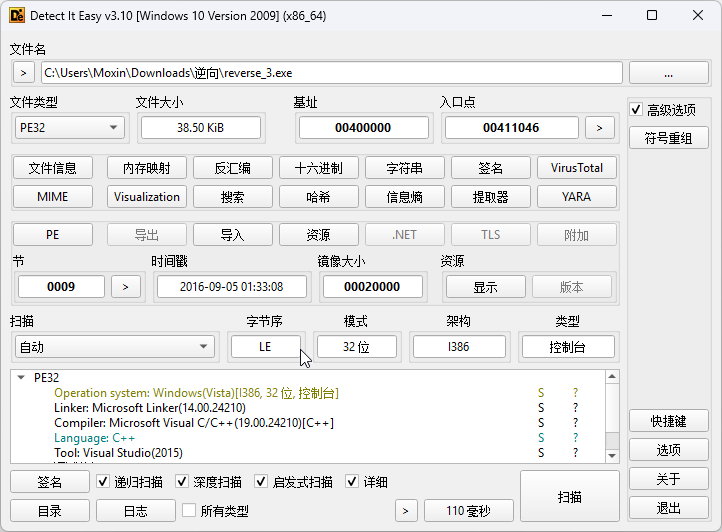 Detect It Easy v3.10 [Windows 10 Version 2009] (x86_64)
文件名
> C:\Users\Moxin\Downloads\逆向\reverse_3.exe ...
文件类型 文件大小 基址 入口点
PE32 38.50 KiB 00400000 00411046 >
高级选项
符号重组
文件信息 内存映射 反汇编 十六进制 字符串 签名 VirusTotal
MIME Visualization 搜索 哈希 信息熵 提取器 YARA
PE 导出 导入 资源 .NET TLS 附加
节 时间戳 镜像大小 资源
0009 > 2016-09-05 01:33:08 00020000 显示 版本
扫描 字节序 模式 架构 类型
自动 LE 32 位 I386 控制台
PE32
Operation system: Windows(Vista)[I386, 32 位, 控制台] S ?
Linker: Microsoft Linker(14.00.24210) S ?
Compiler: Microsoft Visual C/C++(19.00.24210)[C++] S ?
Language: C++ S ?
Tool: Visual Studio(2015) S ?
快捷键
选项
关于
退出
签名 递归扫描 深度扫描 启发式扫描 详细 扫描
目录 日志 所有类型 > 110 毫秒